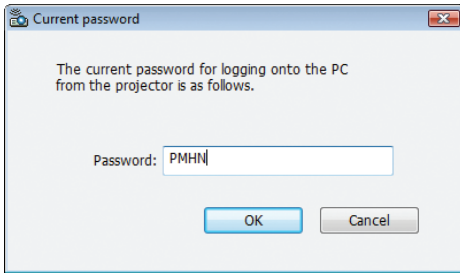 Current password
The current password for logging onto the PC
from the projector is as follows.
Password: PMHN
OK Cancel